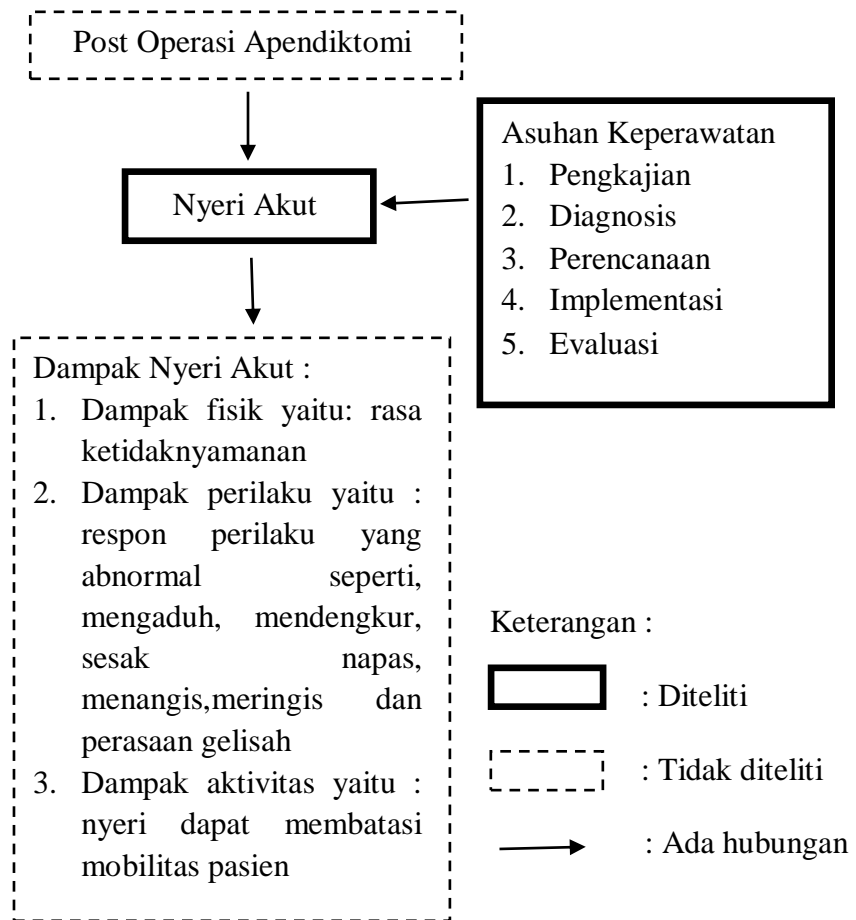 Post Operasi Apendiktomi
Nyeri Akut
Asuhan Keperawatan
1. Pengkajian
2. Diagnosis
3. Perencanaan
4. Implementasi
5. Evaluasi
Dampak Nyeri Akut :
1. Dampak fisik yaitu: rasa
ketidaknyamanan
2. Dampak perilaku yaitu :
respon perilaku yang
abnormal seperti,
mengaduh, mendengkur,
sesak napas,
menangis,meringis dan
perasaan gelisah
3. Dampak aktivitas yaitu :
nyeri dapat membatasi
mobilitas pasien
Keterangan :
: Diteliti
: Tidak diteliti
: Ada hubungan